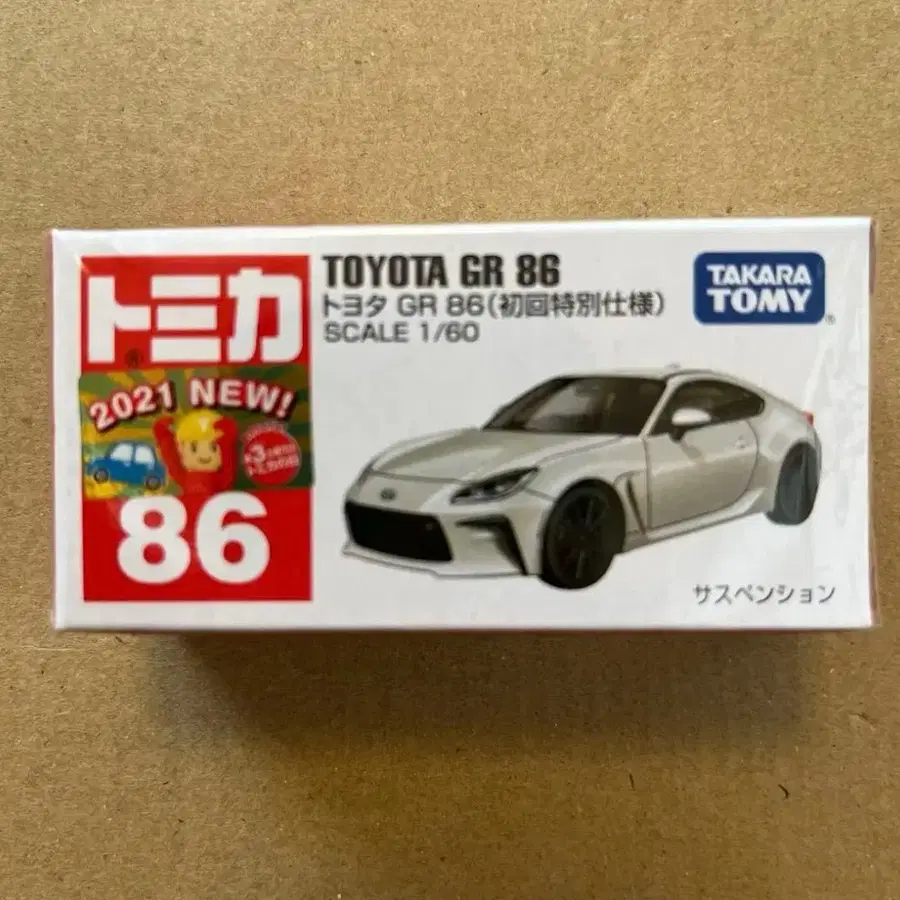 トミカ
®
2021 NEW!
86
TOYOTA GR 86
トヨタ GR 86(初回特別仕様)
SCALE 1/60
TAKARA
TOMY®
サスペンション